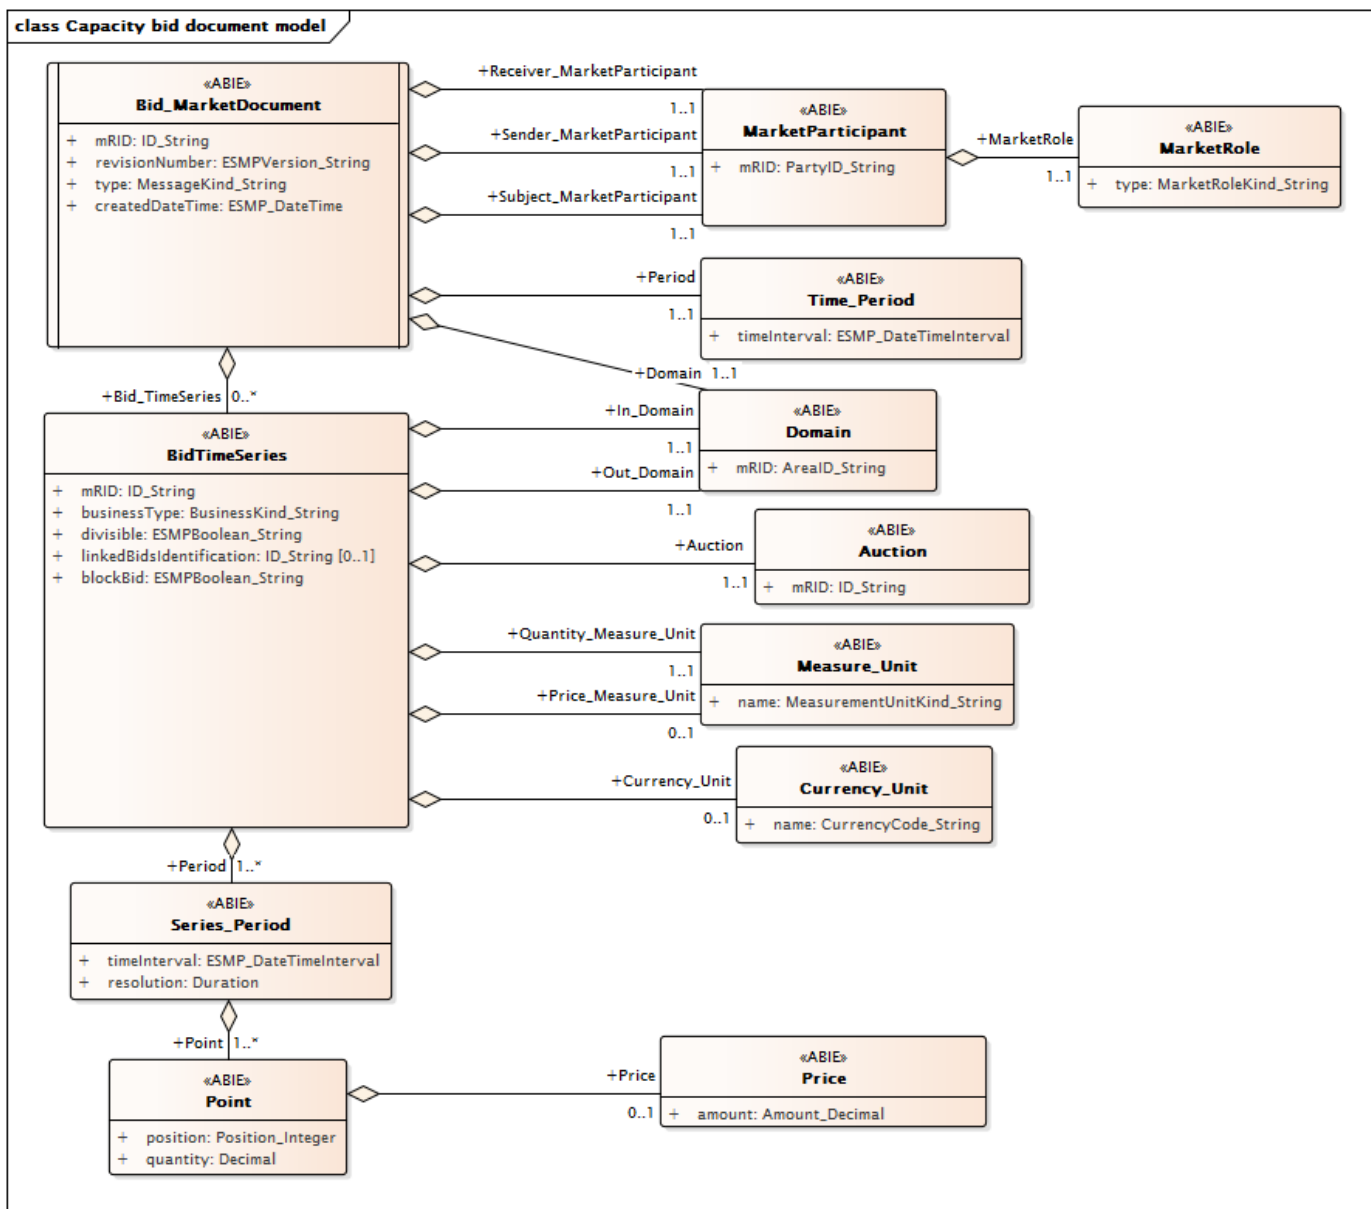 class Capacity bid document model
«ABIE»
Bid_MarketDocument
+ mRID: ID_String
+ revisionNumber: ESMPVersion_String
+ type: MessageKind_String
+ createdDateTime: ESMP_DateTime
+Receiver_MarketParticipant
1..1
+Sender_MarketParticipant
1..1
+Subject_MarketParticipant
1..1
«ABIE»
MarketParticipant
+ mRID: PartyID_String
+MarketRole
1..1
«ABIE»
MarketRole
+ type: MarketRoleKind_String
+Period
1..1
«ABIE»
Time_Period
+ timeInterval: ESMP_DateTimeInterval
+Domain 1..1
+Bid_TimeSeries 0..*
«ABIE»
BidTimeSeries
+ mRID: ID_String
+ businessType: BusinessKind_String
+ divisible: ESMPBoolean_String
+ linkedBidsIdentification: ID_String [0..1]
+ blockBid: ESMPBoolean_String
+In_Domain
1..1
+Out_Domain
1..1
«ABIE»
Domain
+ mRID: AreaID_String
+Auction
1..1
«ABIE»
Auction
+ mRID: ID_String
+Quantity_Measure_Unit
1..1
+Price_Measure_Unit
0..1
«ABIE»
Measure_Unit
+ name: MeasurementUnitKind_String
+Currency_Unit
0..1
«ABIE»
Currency_Unit
+ name: CurrencyCode_String
+Period 1..*
«ABIE»
Series_Period
+ timeInterval: ESMP_DateTimeInterval
+ resolution: Duration
+Point 1..*
«ABIE»
Point
+ position: Position_Integer
+ quantity: Decimal
+Price
0..1
«ABIE»
Price
+ amount: Amount_Decimal